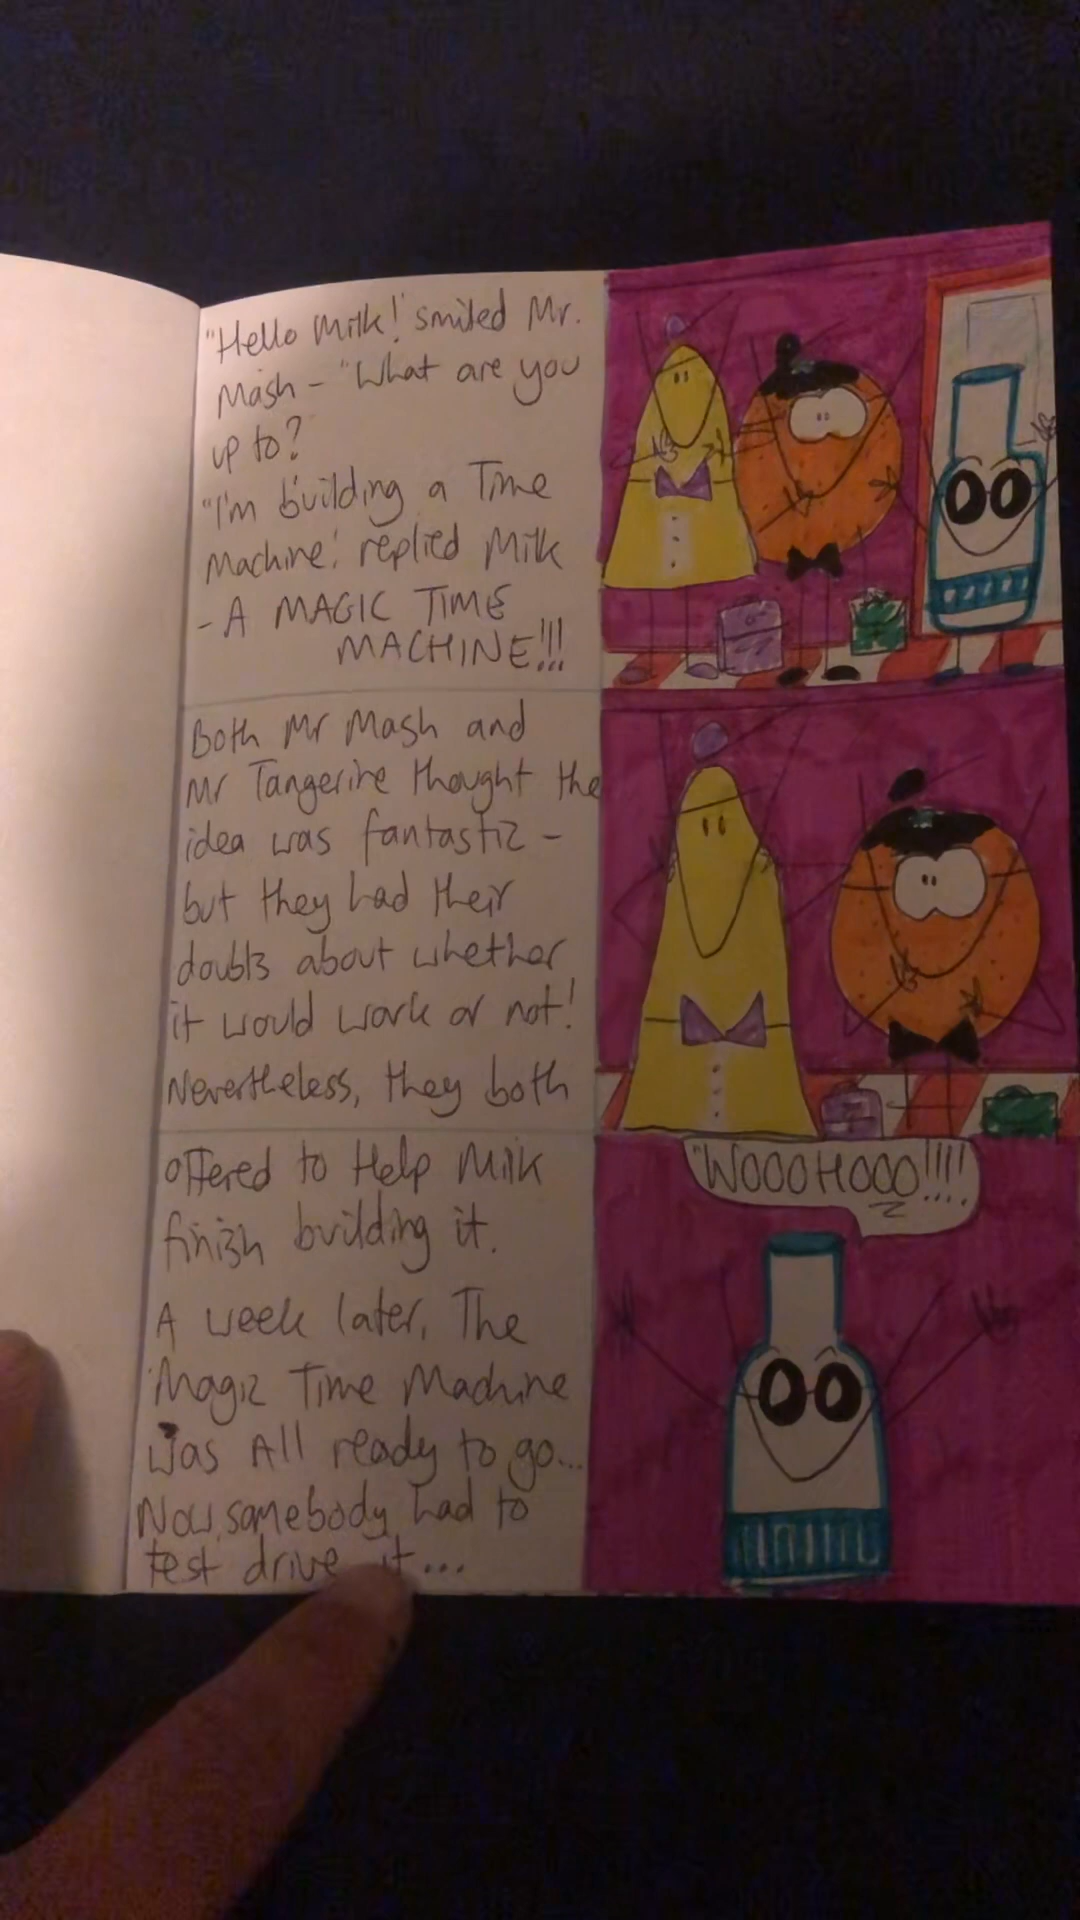 "Hello Milk! smiled Mr.
Mash - "What are you
up to?
"I'm building a Time
Machine! replied Milk
- A MAGIC TIME
MACHINE!!!
Both Mr Mash and
Mr Tangerine thought the
idea was fantastic -
but they had their
doubts about whether
it would work or not!
Nevertheless, they both
offered to Help Milk
finish building it.
A week later, The
Magic Time Machine
was All ready to go...
Now, somebody had to
test drive it...
"WOOOHOOO!!!!